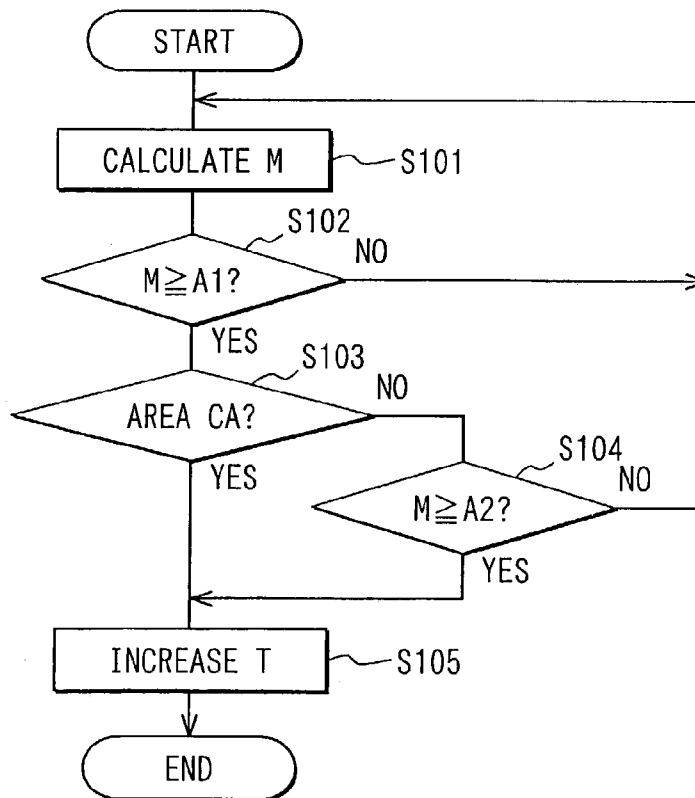 START
CALCULATE M
S101
S102
M≧A1?
NO
YES
S103
AREA CA?
NO
YES
S104
M≧A2?
NO
YES
INCREASE T
S105
END